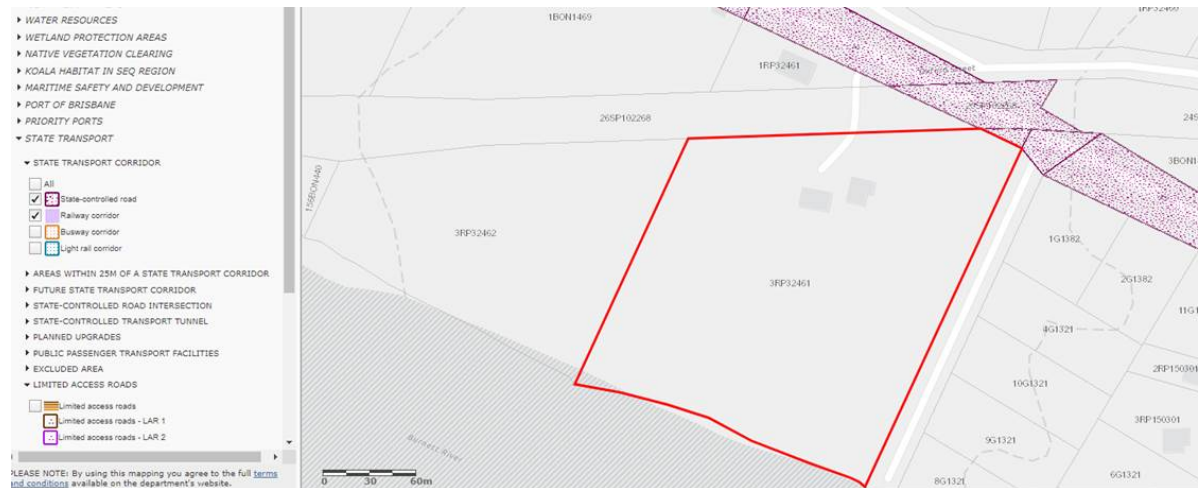 WATER RESOURCES
WETLAND PROTECTION AREAS
NATIVE VEGETATION CLEARING
KOALA HABITAT IN SEQ REGION
MARITIME SAFETY AND DEVELOPMENT
PORT OF BRISBANE
PRIORITY PORTS
STATE TRANSPORT
STATE TRANSPORT CORRIDOR
All
State-controlled road
Railway corridor
Busway corridor
Light rail corridor
AREAS WITHIN 25M OF A STATE TRANSPORT CORRIDOR
FUTURE STATE TRANSPORT CORRIDOR
STATE-CONTROLLED ROAD INTERSECTION
STATE-CONTROLLED TRANSPORT TUNNEL
PLANNED UPGRADES
PUBLIC PASSENGER TRANSPORT FACILITIES
EXCLUDED AREA
LIMITED ACCESS ROADS
Limited access roads
Limited access roads - LAR 1
Limited access roads - LAR 2
PLEASE NOTE: By using this mapping you agree to the full terms
and conditions available on the department's website.
1BON1469
1RP32461
26SP102268
156BON440
3RP32462
3RP32461
1G1382
2G1382
4G1321
2RP150301
10G1321
3RP150301
9G1321
8G1321
6G1321
Burnett River
0 30 60m